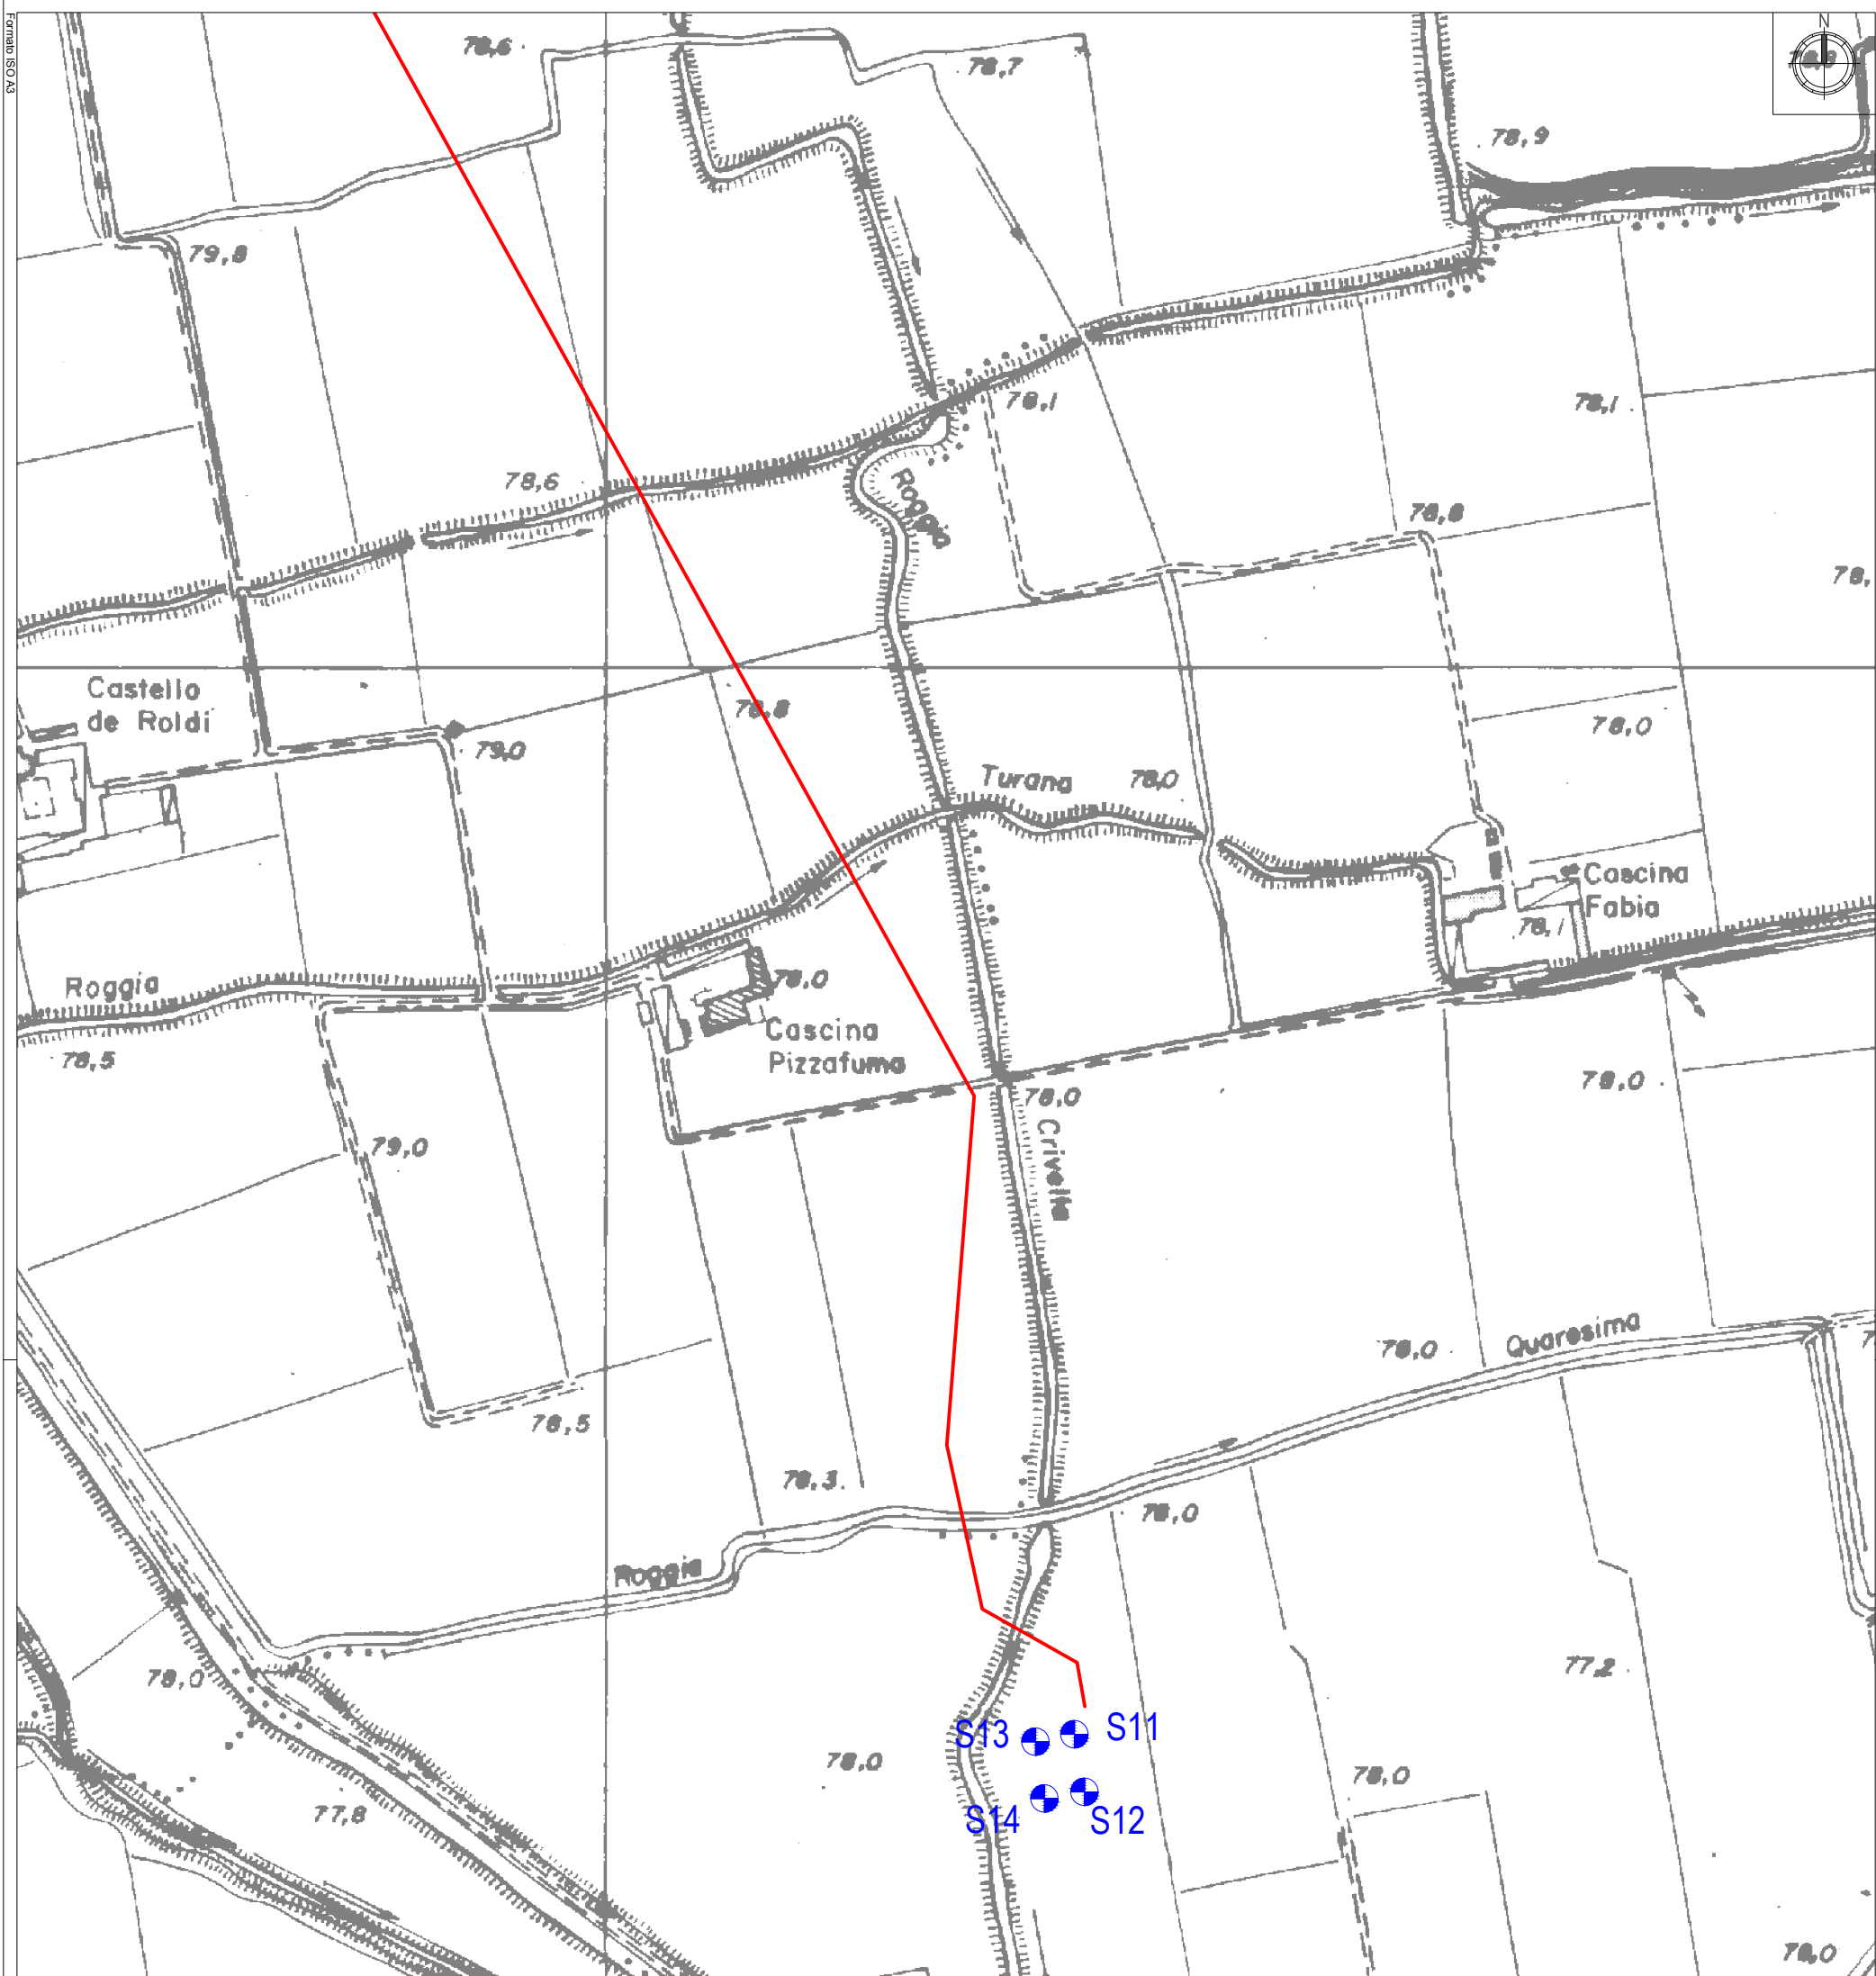 Formato ISO A3
N
78,6
78,7
78,9
79,8
78,1
78,1
78,6
Roggia
78,8
78,
Castello
de Roldi
78,8
78,0
79,0
Turana
78,0
Cascina
Fabia
78,1
Roggia
78,0
78,5
Cascina
Pizzafuma
78,0
78,0
Crivella
79,0
Quaresima
78,0
78,5
78,3
78,0
Roggia
78,0
77,2
S13
S11
78,0
78,0
77,8
S14
S12
78,0